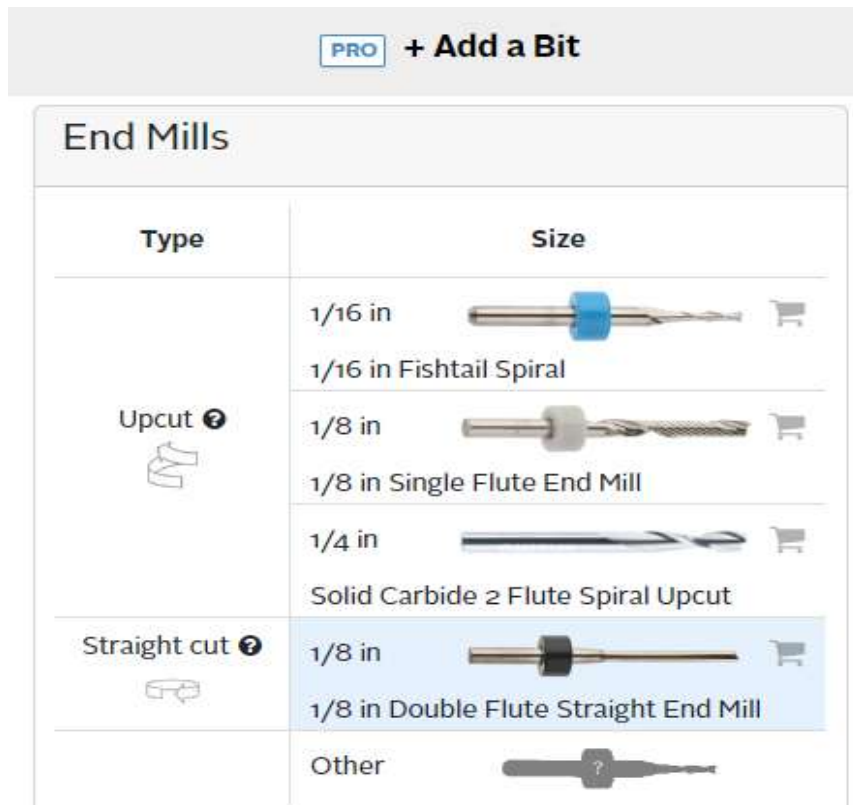 PRO + Add a Bit
End Mills
Type Size
1/16 in
1/16 in Fishtail Spiral
Upcut ?
1/8 in
1/8 in Single Flute End Mill
1/4 in
Solid Carbide 2 Flute Spiral Upcut
Straight cut ?
1/8 in
1/8 in Double Flute Straight End Mill
Other
?